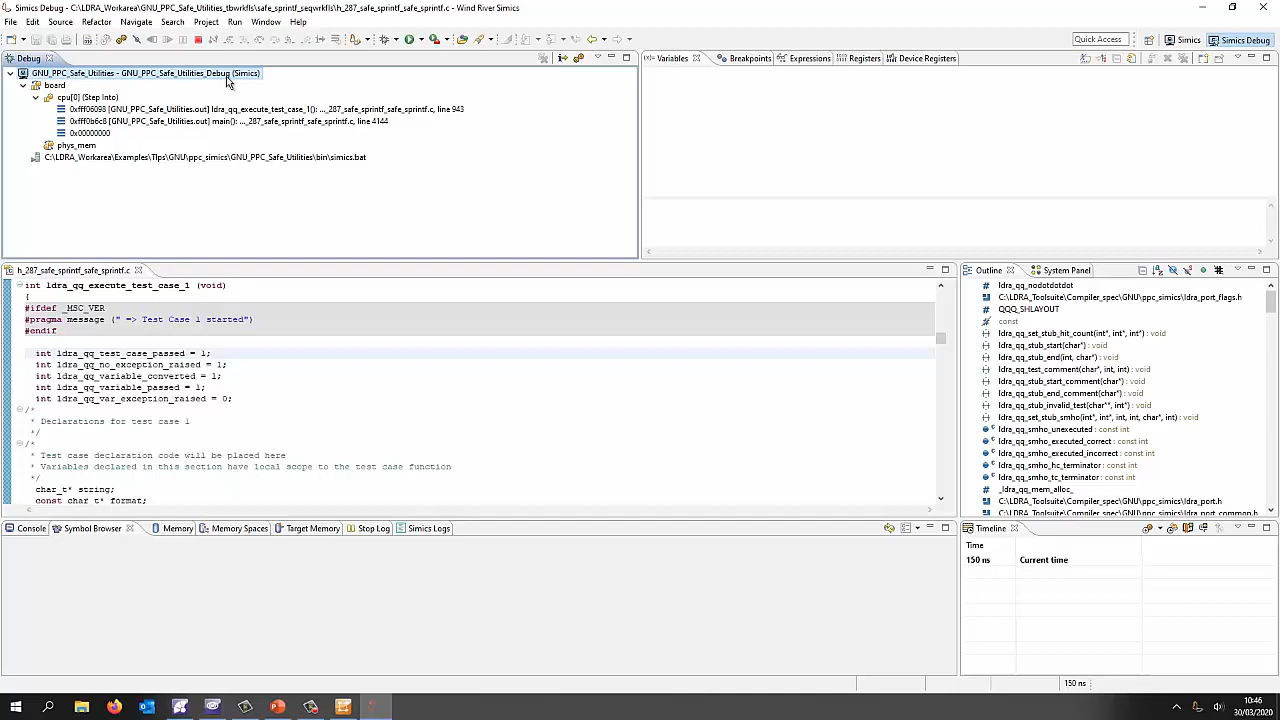 Simics Debug - C:\LDRA_Workarea\GNU_PPC_Safe_Utilities_tbwrkfls\safe_sprintf_seqwrkfls\h_287_safe_sprintf_safe_sprintf.c - Wind River Simics
File Edit Source Refactor Navigate Search Project Run Window Help
Quick Access Simics Simics Debug
Debug
GNU_PPC_Safe_Utilities - GNU_PPC_Safe_Utilities_Debug (Simics)
board
cpu[0] (Step Into)
0xfff06098 [GNU_PPC_Safe_Utilities.out] ldra_qq_execute_test_case_1(): ..._287_safe_sprintf_safe_sprintf.c, line 943
0xfff0b6c8 [GNU_PPC_Safe_Utilities.out] main(): ..._287_safe_sprintf_safe_sprintf.c, line 4144
0x00000000
phys_mem
C:\LDRA_Workarea\Examples\TIps\GNU\ppc_simics\GNU_PPC_Safe_Utilities\bin\simics.bat
Variables Breakpoints Expressions Registers Device Registers
h_287_safe_sprintf_safe_sprintf.c
int ldra_qq_execute_test_case_1 (void)
{
#ifdef _MSC_VER
#pragma message (" => Test Case 1 started")
#endif
int ldra_qq_test_case_passed = 1;
int ldra_qq_no_exception_raised = 1;
int ldra_qq_variable_converted = 1;
int ldra_qq_variable_passed = 1;
int ldra_qq_var_exception_raised = 0;
/*
* Declarations for test case 1
*/
/*
* Test case declaration code will be placed here
* Variables declared in this section have local scope to the test case function
*/
char_t* string;
const char_t* format;
Outline System Panel
ldra_qq_nodotdotdot
C:\LDRA_Toolsuite\Compiler_spec\GNU\ppc_simics\ldra_port_flags.h
QQQ_SHLAYOUT
const
ldra_qq_set_stub_hit_count(int*, int*, int*) : void
ldra_qq_stub_start(char*) : void
ldra_qq_stub_end(int, char*) : void
ldra_qq_test_comment(char*, int, int) : void
ldra_qq_stub_start_comment(char*) : void
ldra_qq_stub_end_comment(char*) : void
ldra_qq_stub_invalid_test(char**, int*) : void
ldra_qq_set_stub_smho(int*, int*, int, char*, int) : void
ldra_qq_smho_unexecuted : const int
ldra_qq_smho_executed_correct : const int
ldra_qq_smho_executed_incorrect : const int
ldra_qq_smho_hc_terminator : const int
ldra_qq_smho_tc_terminator : const int
_ldra_qq_mem_alloc_
C:\LDRA_Toolsuite\Compiler_spec\GNU\ppc_simics\ldra_port.h
C:\LDRA_Toolsuite\Compiler_spec\GNU\ppc_simics\ldra_port_common.h
Console Symbol Browser Memory Memory Spaces Target Memory Stop Log Simics Logs
Timeline
Time
150 ns Current time
150 ns
10:46
30/03/2020